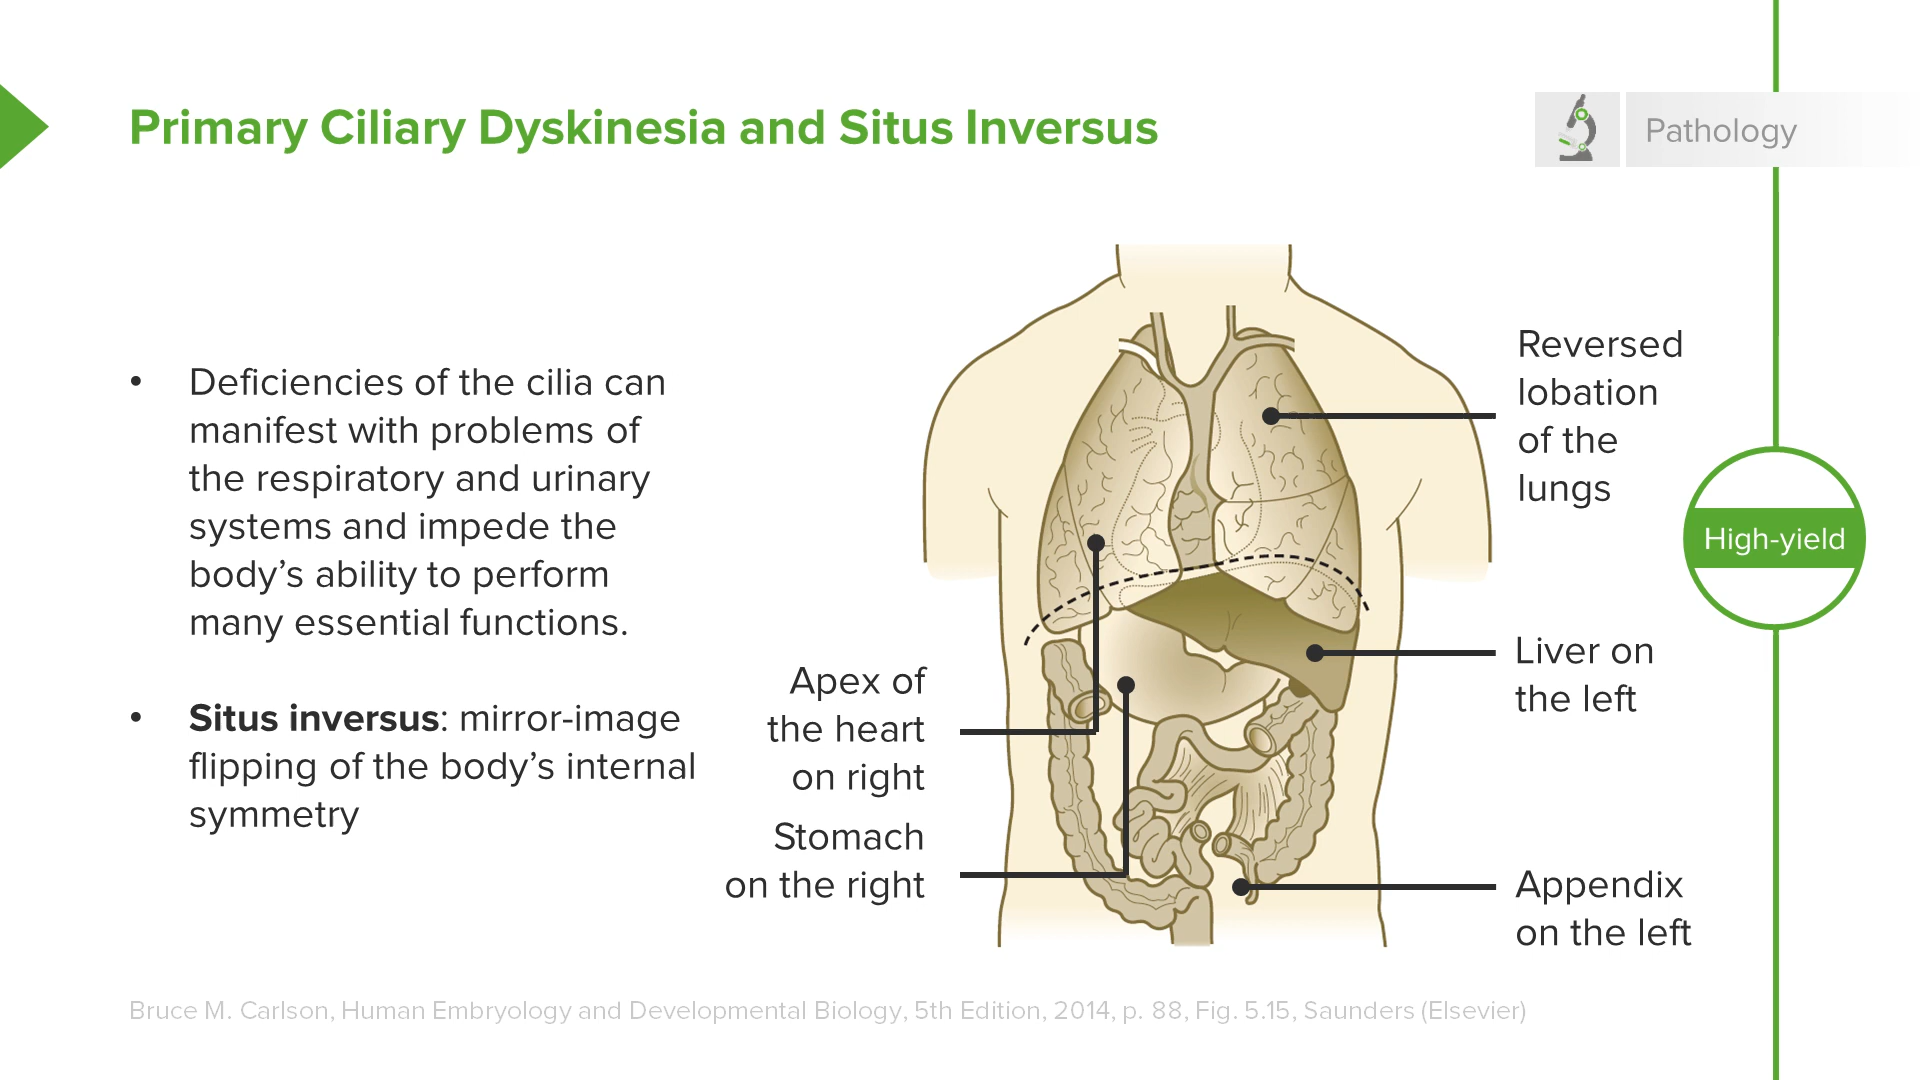 Primary Ciliary Dyskinesia and Situs Inversus
Pathology
• Deficiencies of the cilia can
manifest with problems of
the respiratory and urinary
systems and impede the
body’s ability to perform
many essential functions.
• Situs inversus: mirror-image
flipping of the body’s internal
symmetry
Apex of
the heart
on right
Stomach
on the right
Reversed
lobation
of the
lungs
Liver on
the left
Appendix
on the left
High-yield
Bruce M. Carlson, Human Embryology and Developmental Biology, 5th Edition, 2014, p. 88, Fig. 5.15, Saunders (Elsevier)